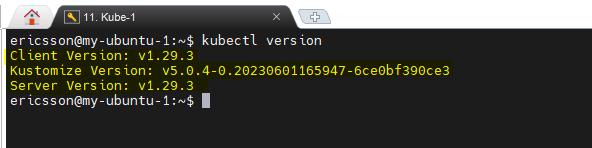 11. Kube-1
ericsson@my-ubuntu-1:~$ kubectl version
Client Version: v1.29.3
Kustomize Version: v5.0.4-0.20230601165947-6ce0bf390ce3
Server Version: v1.29.3
ericsson@my-ubuntu-1:~$